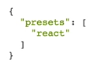 {
  "presets": [
    "react"
  ]
}